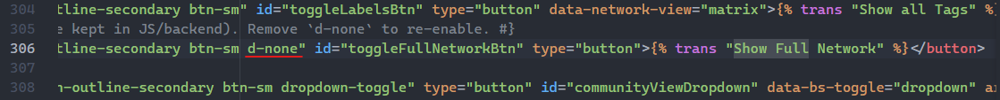 304 tline-secondary btn-sm" id="toggleLabelsBtn" type="button" data-network-view="matrix">{% trans "Show all Tags" %
305 e kept in JS/backend). Remove `d-none` to re-enable. #}
306 tline-secondary btn-sm d-none" id="toggleFullNetworkBtn" type="button">{% trans "Show Full Network" %}</button>
307
308 n-outline-secondary btn-sm dropdown-toggle" type="button" id="communityViewDropdown" data-bs-toggle="dropdown" ar